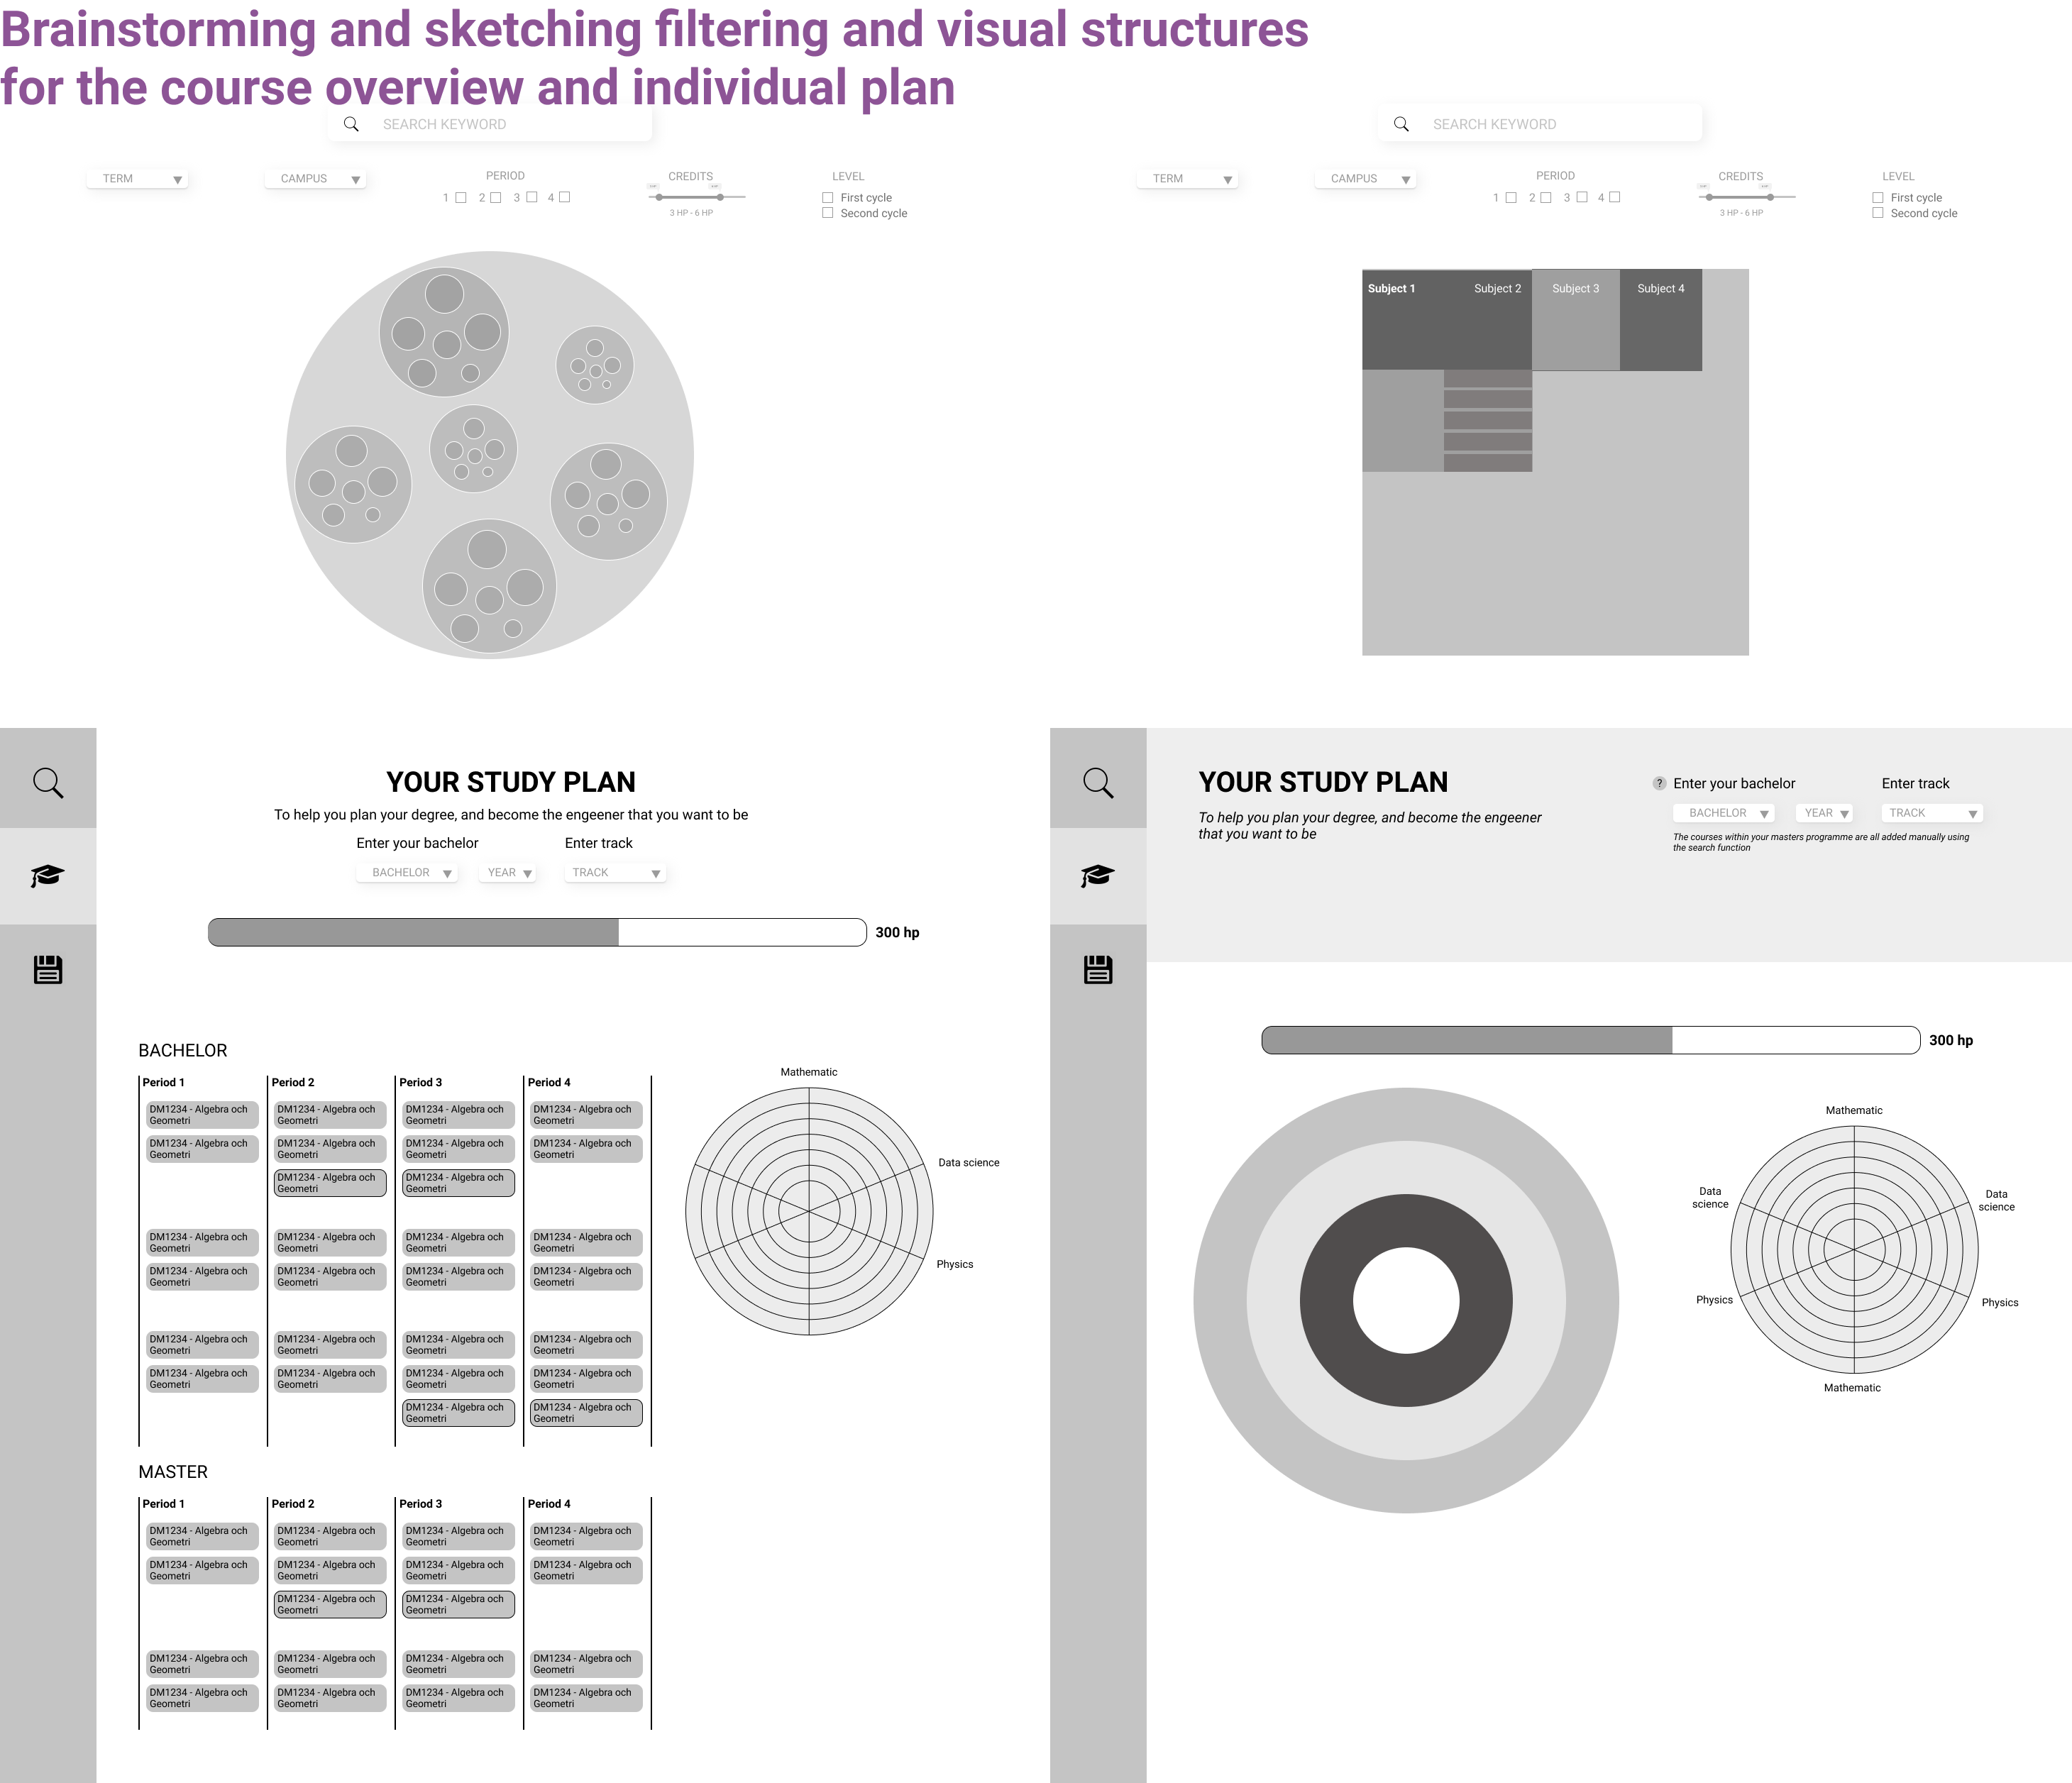 Brainstorming and sketching filtering and visual structures
for the course overview and individual plan
SEARCH KEYWORD
TERM
CAMPUS
PERIOD
1 2 3 4
CREDITS
3 HP - 6 HP
LEVEL
First cycle
Second cycle
SEARCH KEYWORD
TERM
CAMPUS
PERIOD
1 2 3 4
CREDITS
3 HP - 6 HP
LEVEL
First cycle
Second cycle
Subject 1 Subject 2 Subject 3 Subject 4
YOUR STUDY PLAN
To help you plan your degree, and become the engeener that you want to be
Enter your bachelor Enter track
BACHELOR YEAR TRACK
300 hp
BACHELOR
Period 1 Period 2 Period 3 Period 4
DM1234 - Algebra och DM1234 - Algebra och DM1234 - Algebra och DM1234 - Algebra och
Geometri Geometri Geometri Geometri
DM1234 - Algebra och DM1234 - Algebra och DM1234 - Algebra och DM1234 - Algebra och
Geometri Geometri Geometri Geometri
DM1234 - Algebra och DM1234 - Algebra och
Geometri Geometri
DM1234 - Algebra och DM1234 - Algebra och DM1234 - Algebra och DM1234 - Algebra och
Geometri Geometri Geometri Geometri
DM1234 - Algebra och DM1234 - Algebra och DM1234 - Algebra och DM1234 - Algebra och
Geometri Geometri Geometri Geometri
DM1234 - Algebra och DM1234 - Algebra och DM1234 - Algebra och DM1234 - Algebra och
Geometri Geometri Geometri Geometri
DM1234 - Algebra och DM1234 - Algebra och DM1234 - Algebra och DM1234 - Algebra och
Geometri Geometri Geometri Geometri
DM1234 - Algebra och DM1234 - Algebra och
Geometri Geometri
Mathematic
Data science
Physics
MASTER
Period 1 Period 2 Period 3 Period 4
DM1234 - Algebra och DM1234 - Algebra och DM1234 - Algebra och DM1234 - Algebra och
Geometri Geometri Geometri Geometri
DM1234 - Algebra och DM1234 - Algebra och DM1234 - Algebra och DM1234 - Algebra och
Geometri Geometri Geometri Geometri
DM1234 - Algebra och DM1234 - Algebra och
Geometri Geometri
DM1234 - Algebra och DM1234 - Algebra och DM1234 - Algebra och DM1234 - Algebra och
Geometri Geometri Geometri Geometri
DM1234 - Algebra och DM1234 - Algebra och DM1234 - Algebra och DM1234 - Algebra och
Geometri Geometri Geometri Geometri
YOUR STUDY PLAN
To help you plan your degree, and become the engeener
that you want to be
? Enter your bachelor Enter track
BACHELOR YEAR TRACK
The courses within your masters programme are all added manually using
the search function
300 hp
Mathematic
Data
science
Data
science
Physics
Physics
Mathematic